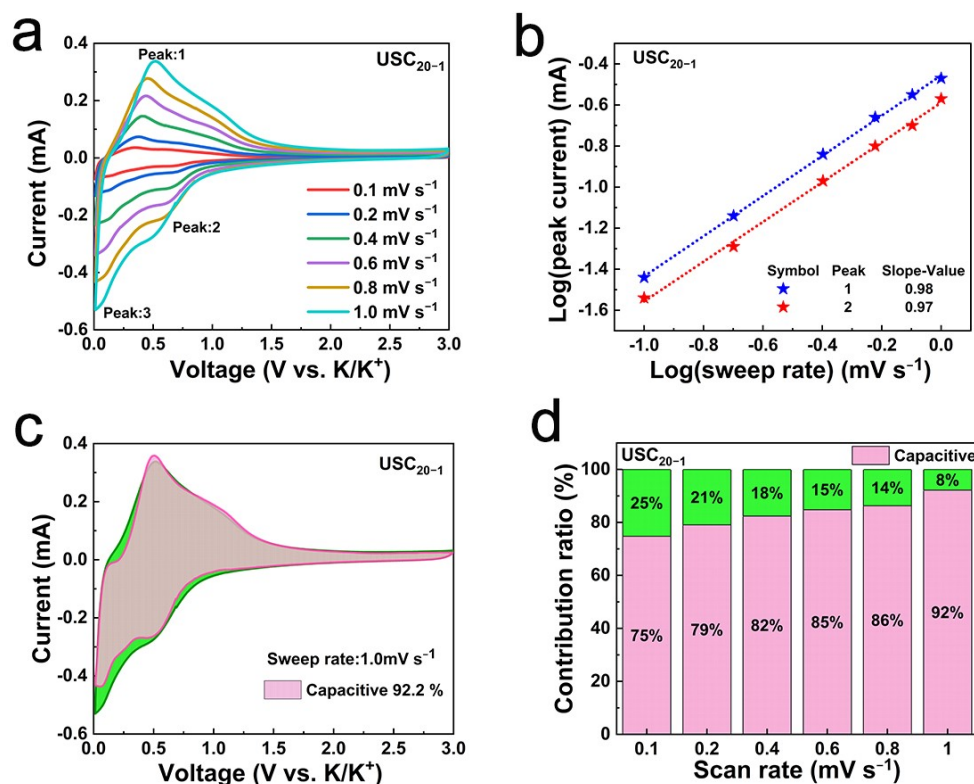 a
Peak:1
USC₂₀₋₁
0.4
0.2
0.0
-0.2
-0.4
-0.6
Current (mA)
0.1 mV s⁻¹
0.2 mV s⁻¹
0.4 mV s⁻¹
0.6 mV s⁻¹
0.8 mV s⁻¹
1.0 mV s⁻¹
Peak:2
Peak:3
0.0 0.5 1.0 1.5 2.0 2.5 3.0
Voltage (V vs. K/K⁺)
b
USC₂₀₋₁
-0.4
-0.6
-0.8
-1.0
-1.2
-1.4
-1.6
Log(peak current) (mA)
Symbol Peak Slope-Value
1 0.98
2 0.97
-1.0 -0.8 -0.6 -0.4 -0.2 0.0
Log(sweep rate) (mV s⁻¹)
c
USC₂₀₋₁
0.4
0.2
0.0
-0.2
-0.4
-0.6
Current (mA)
Sweep rate:1.0mV s⁻¹
Capacitive 92.2 %
0.0 0.5 1.0 1.5 2.0 2.5 3.0
Voltage (V vs. K/K⁺)
d
USC₂₀₋₁
Capacitive
100
80
60
40
20
0
Contribution ratio (%)
25% 21% 18% 15% 14% 8%
75% 79% 82% 85% 86% 92%
0.1 0.2 0.4 0.6 0.8 1
Scan rate (mV s⁻¹)